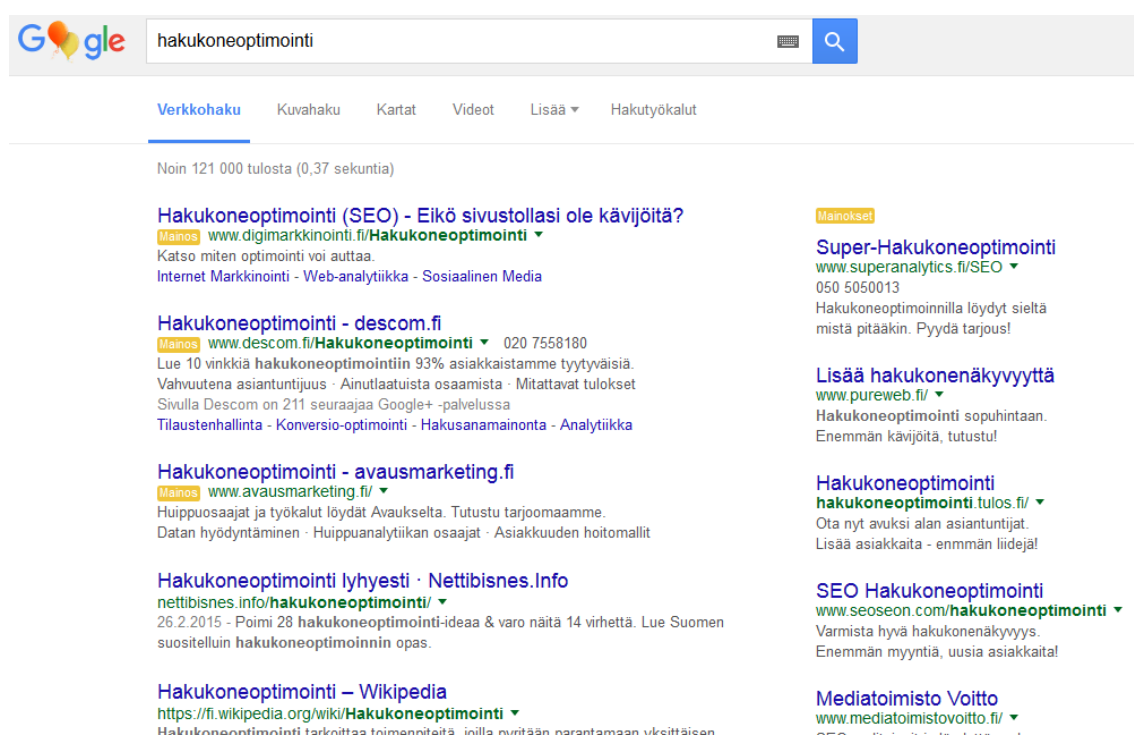 G gle
hakukoneoptimointi
Verkkohaku Kuvahaku Kartat Videot Lisää Hakutyökalut
Noin 121 000 tulosta (0,37 sekuntia)
Hakukoneoptimointi (SEO) - Eikö sivustollasi ole kävijöitä?
Mainos www.digimarkkinointi.fi/Hakukoneoptimointi
Katso miten optimointi voi auttaa.
Internet Markkinointi - Web-analytiikka - Sosiaalinen Media
Hakukoneoptimointi - descom.fi
Mainos www.descom.fi/Hakukoneoptimointi 020 7558180
Lue 10 vinkkiä hakukoneoptimointiin 93% asiakkaistamme tyytyväisiä.
Vahvuutena asiantuntijuus · Ainutlaatuista osaamista · Mitattavat tulokset
Sivulla Descom on 211 seuraajaa Google+ -palvelussa
Tilaustenhallinta - Konversio-optimointi - Hakusanamainonta - Analytiikka
Hakukoneoptimointi - avausmarketing.fi
Mainos www.avausmarketing.fi/
Huippuosaajat ja työkalut löydät Avaukselta. Tutustu tarjoomaamme.
Datan hyödyntäminen · Huippuanalytiikan osaajat · Asiakkuuden hoitomallit
Hakukoneoptimointi lyhyesti · Nettibisnes.Info
nettibisnes.info/hakukoneoptimointi/
26.2.2015 - Poimi 28 hakukoneoptimointi-ideaa & varo näitä 14 virhettä. Lue Suomen
suositelluin hakukoneoptimoinnin opas.
Hakukoneoptimointi – Wikipedia
https://fi.wikipedia.org/wiki/Hakukoneoptimointi
Hakukoneoptimointi tarkoittaa toimenpiteitä, joilla pyritään parantamaan yksittäisen
Mainokset
Super-Hakukoneoptimointi
www.superanalytics.fi/SEO
050 5050013
Hakukoneoptimoinnilla löydyt sieltä
mistä pitääkin. Pyydä tarjous!
Lisää hakukonenäkyvyyttä
www.pureweb.fi/
Hakukoneoptimointi sopuhintaan.
Enemmän kävijöitä, tutustu!
Hakukoneoptimointi
hakukoneoptimointi.tulos.fi/
Ota nyt avuksi alan asiantuntijat.
Lisää asiakkaita - enmmän liidejä!
SEO Hakukoneoptimointi
www.seoseon.com/hakukoneoptimointi
Varmista hyvä hakukonenäkyvyys.
Enemmän myyntiä, uusia asiakkaita!
Mediatoimisto Voitto
www.mediatoimistovoitto.fi/